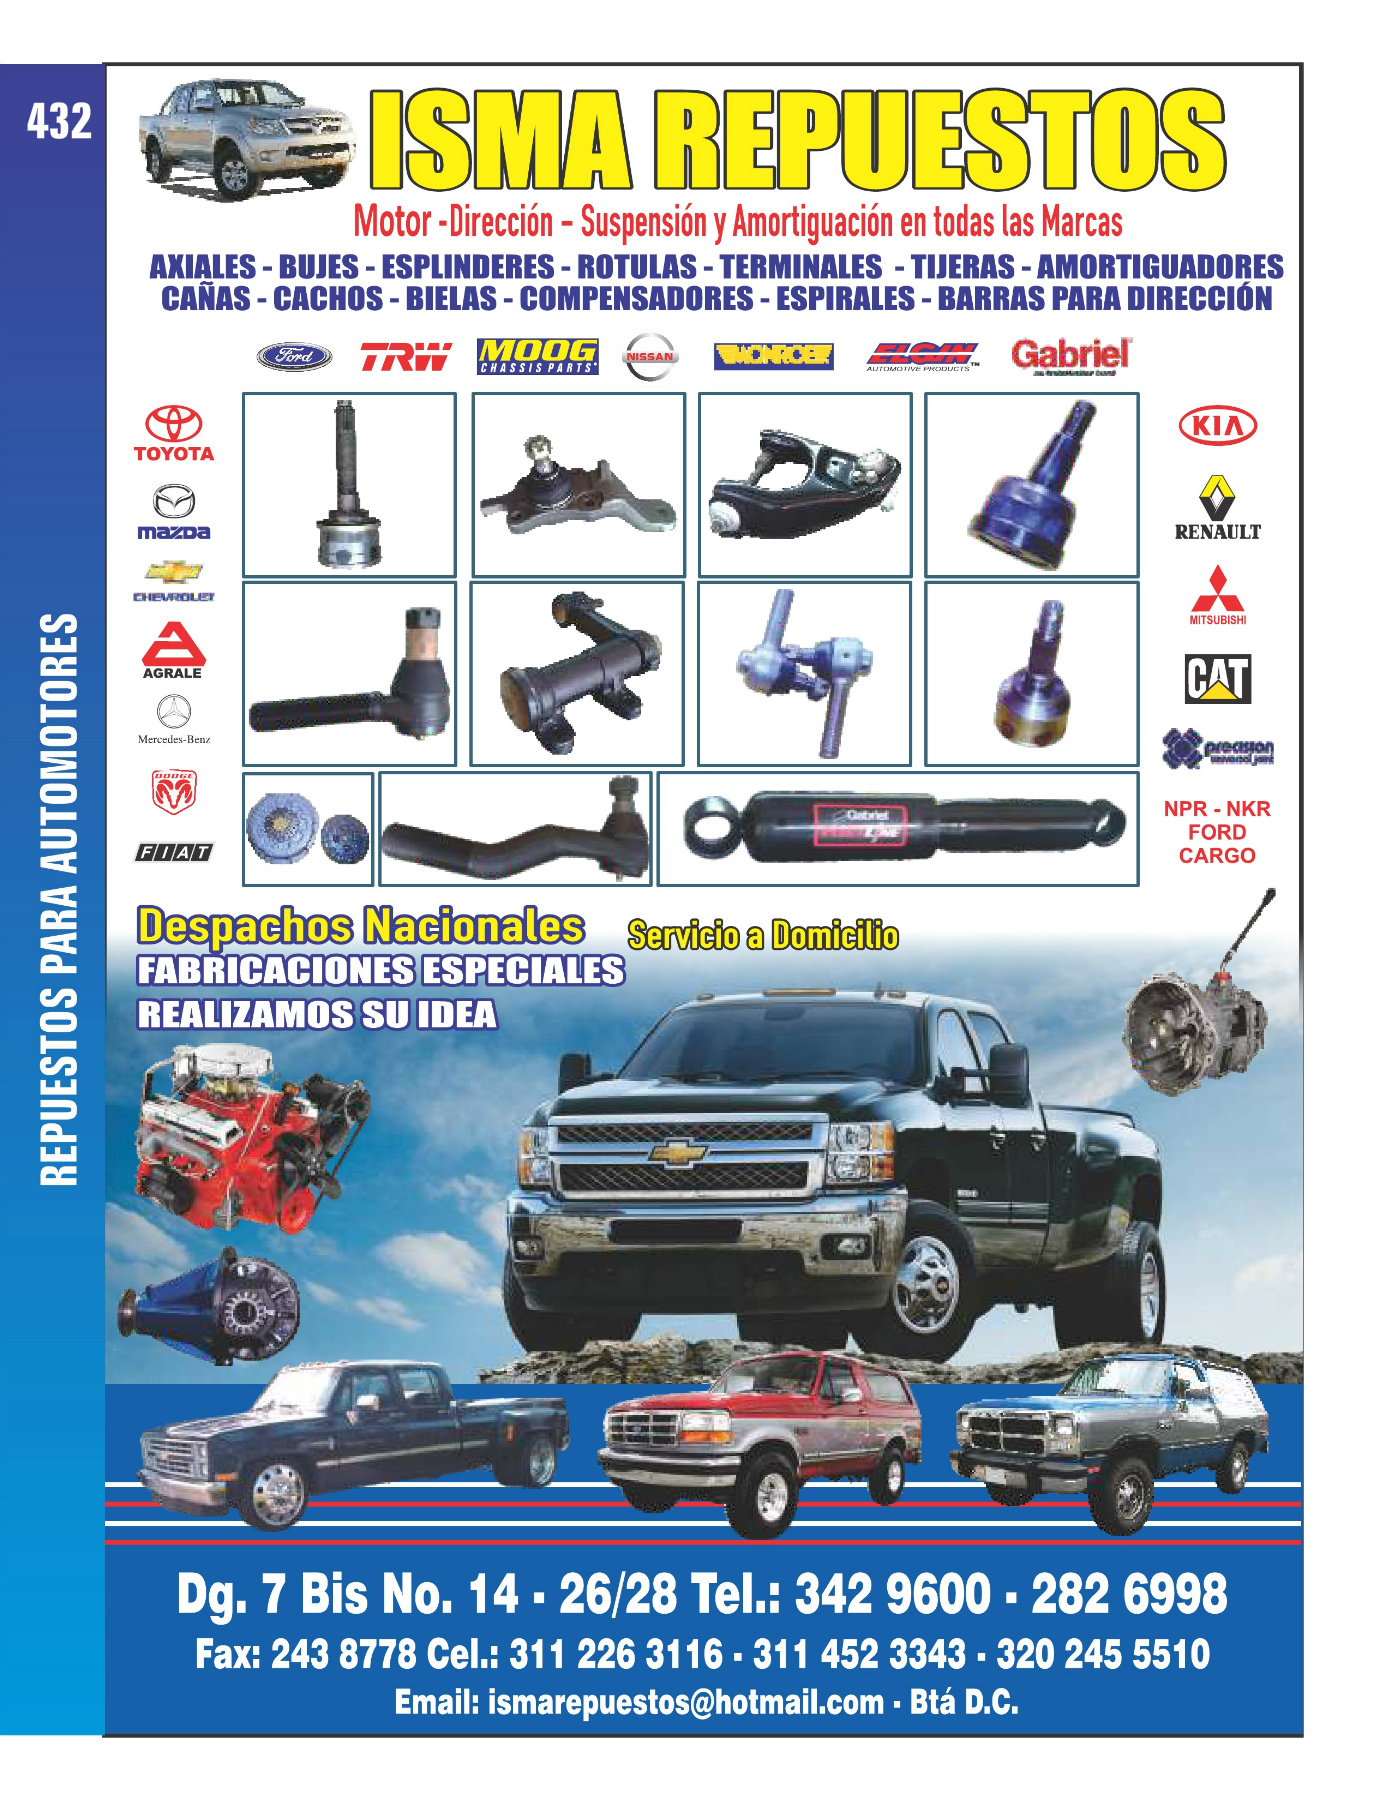 432
REPUESTOS PARA AUTOMOTORES
ISMA REPUESTOS
Motor -Dirección – Suspensión y Amortiguación en todas las Marcas
AXIALES - BUJES - ESPLINDERES - ROTULAS - TERMINALES - TIJERAS - AMORTIGUADORES
CAÑAS - CACHOS - BIELAS - COMPENSADORES - ESPIRALES - BARRAS PARA DIRECCIÓN
Ford
TRW
MOOG
CHASSIS PARTS
NISSAN
MONROE
ELGIN
AUTOMOTIVE PRODUCTS™
Gabriel
TOYOTA
mazda
CHEVROLET
AGRALE
Mercedes-Benz
DODGE
FIAT
KIA
RENAULT
MITSUBISHI
CAT
precision
universal joint
NPR - NKR
FORD
CARGO
Gabriel
Despachos Nacionales
Servicio a Domicilio
FABRICACIONES ESPECIALES
REALIZAMOS SU IDEA
Dg. 7 Bis No. 14 - 26/28 Tel.: 342 9600 - 282 6998
Fax: 243 8778 Cel.: 311 226 3116 - 311 452 3343 - 320 245 5510
Email: ismarepuestos@hotmail.com - Btá D.C.